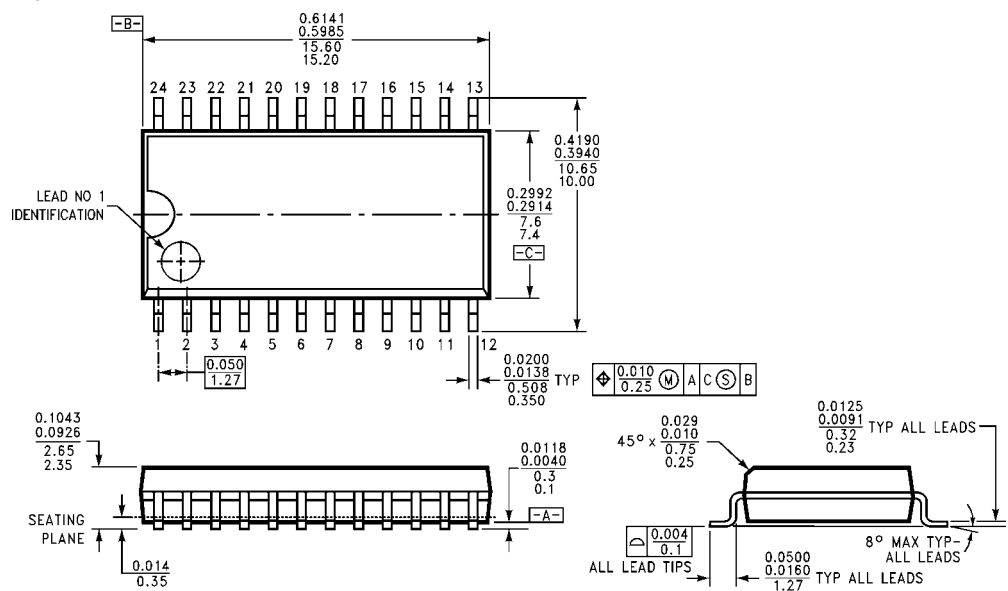 -B-
0.6141
0.5985
15.60
15.20
24 23 22 21 20 19 18 17 16 15 14 13
0.4190
0.3940
10.65
10.00
LEAD NO 1
IDENTIFICATION
0.2992
0.2914
7.6
7.4
-C-
1 2 3 4 5 6 7 8 9 10 11 12
0.050
1.27
0.0200
0.0138
0.508
0.350
TYP
⌖ 0.010 0.25 Ⓜ A C Ⓢ B
0.1043
0.0926
2.65
2.35
SEATING
PLANE
0.014
0.35
0.0118
0.0040
0.3
0.1
-A-
45° x
0.029
0.010
0.75
0.25
0.0125
0.0091
0.32
0.23
TYP ALL LEADS
0.004
0.1
ALL LEAD TIPS
8° MAX TYP-
ALL LEADS
0.0500
0.0160
1.27
TYP ALL LEADS